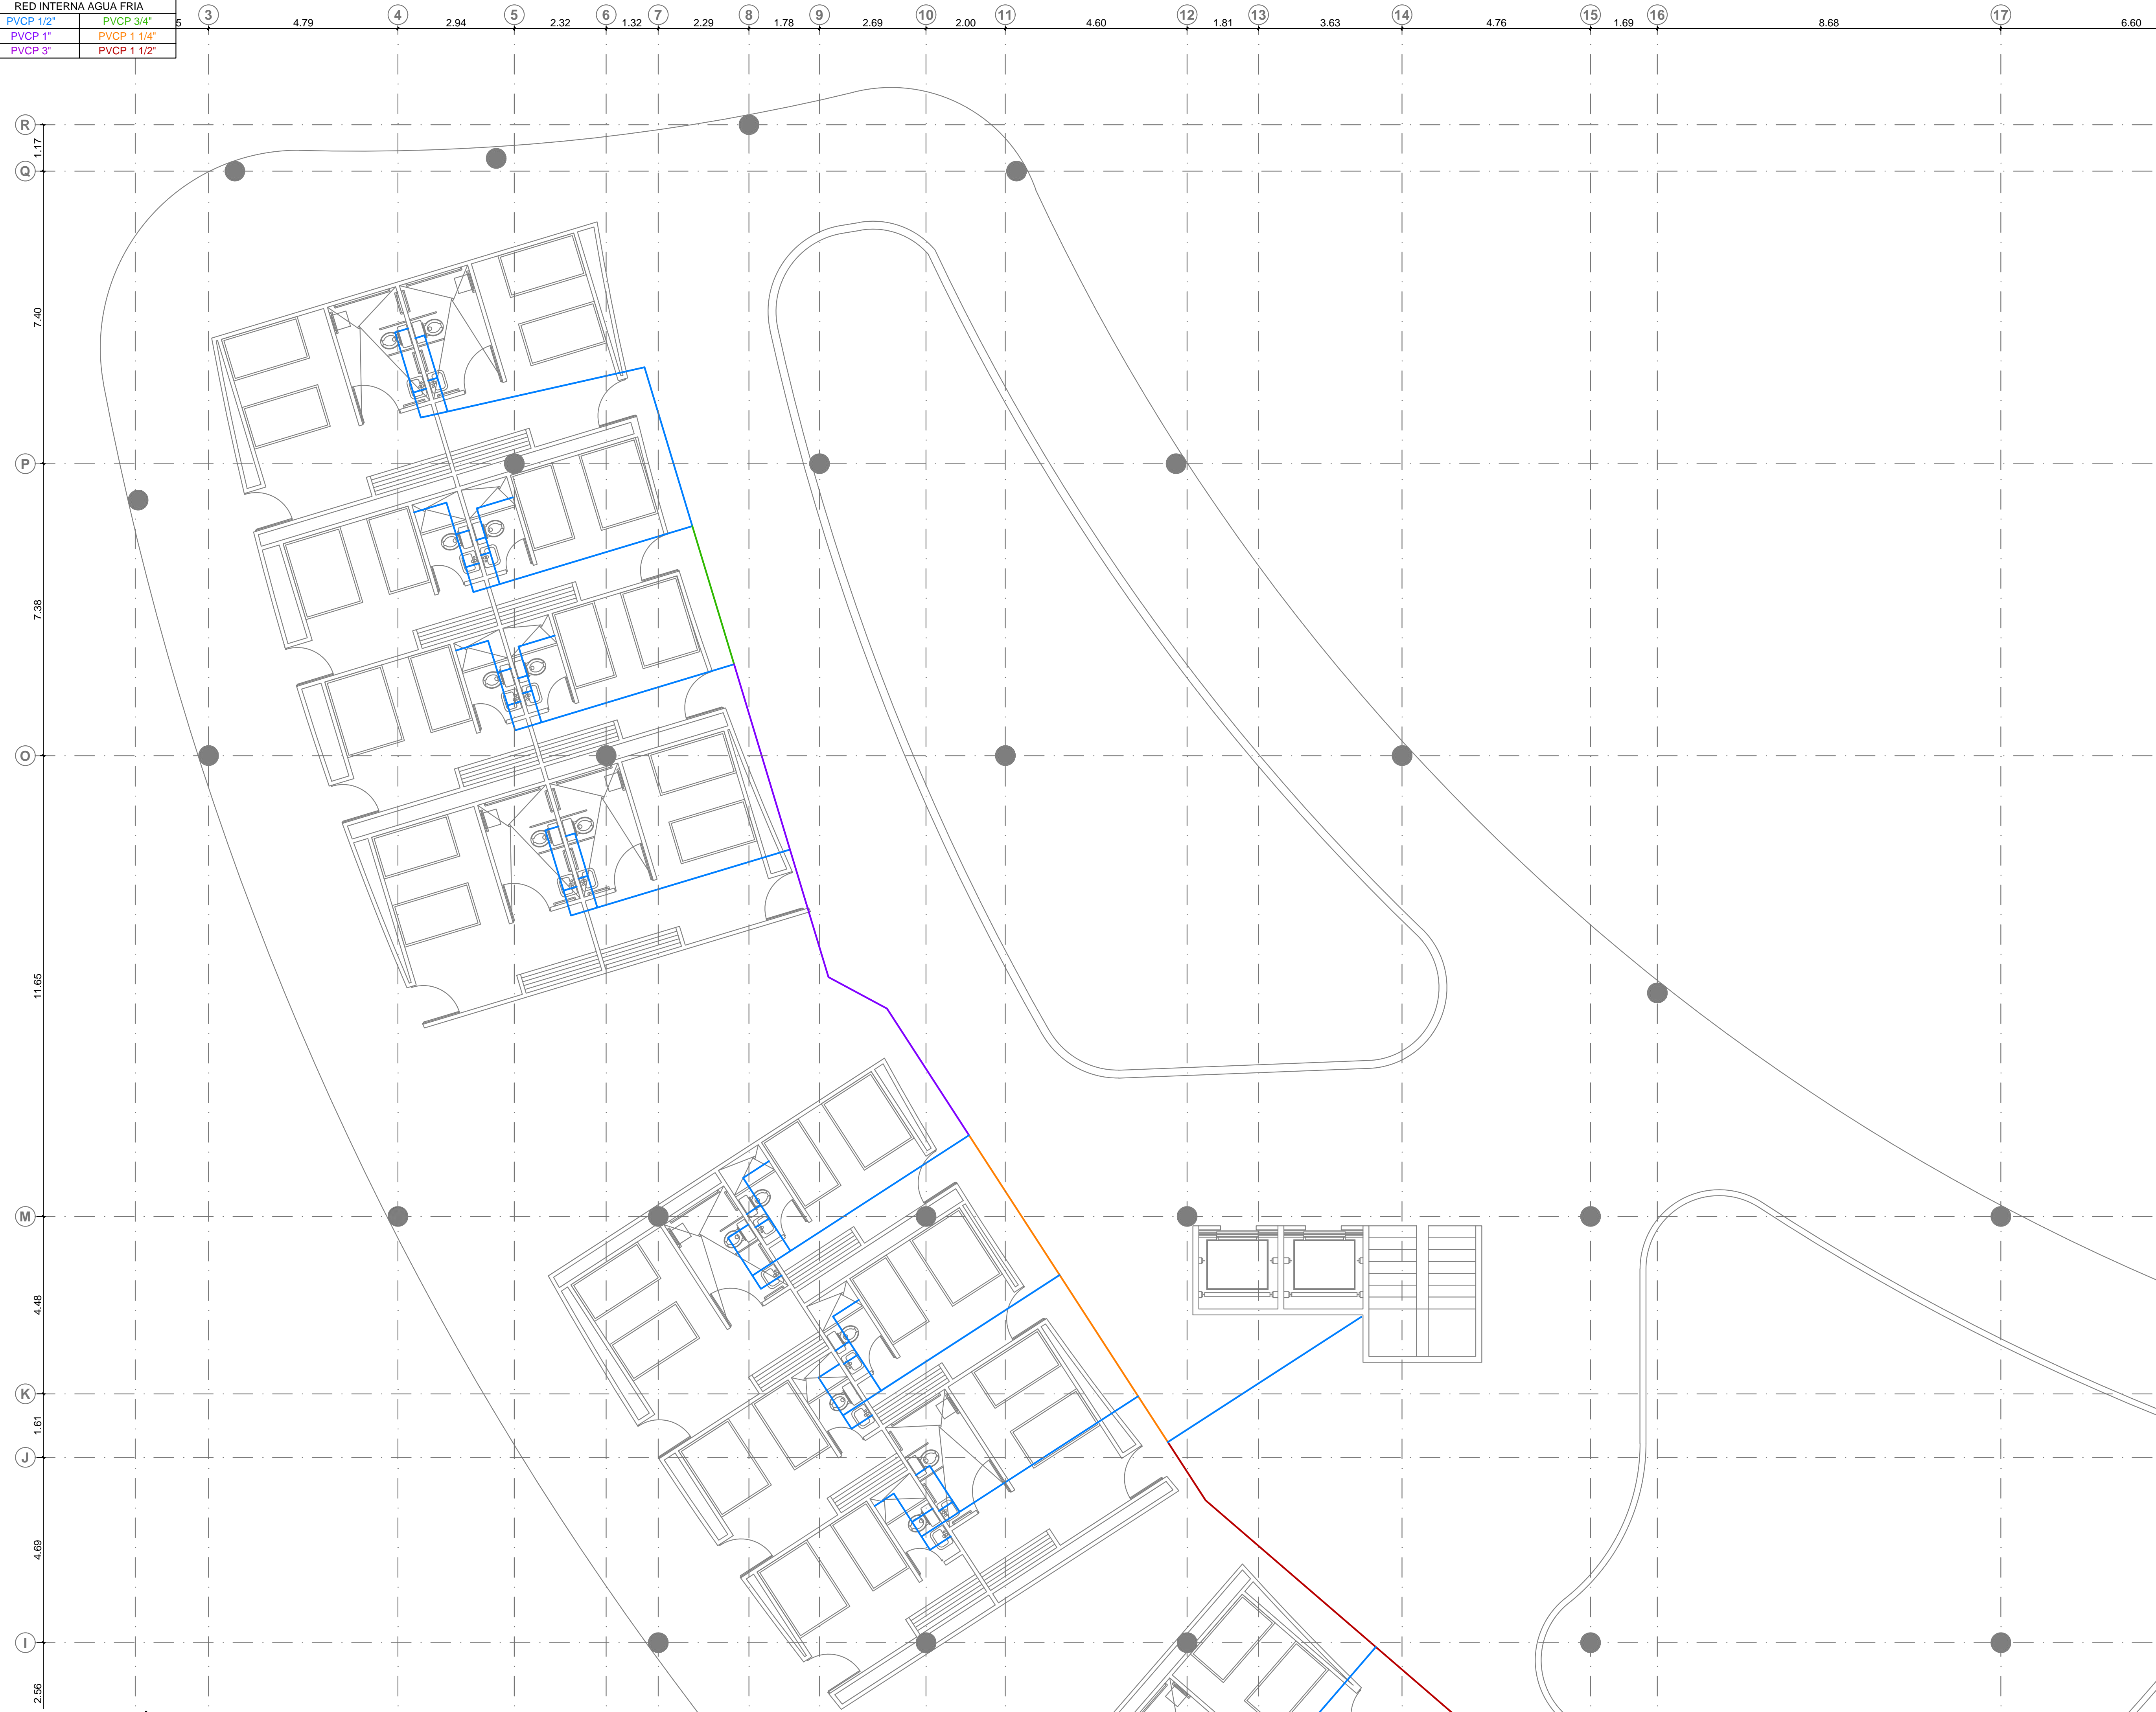 RED INTERNA AGUA FRIA
PVCP 1/2" PVCP 3/4"
PVCP 1" PVCP 1 1/4"
PVCP 3" PVCP 1 1/2"
5 3 4.79 4 2.94 5 2.32 6 1.32 7 2.29 8 1.78 9 2.69 10 2.00 11 4.60 12 1.81 13 3.63 14 4.76 15 1.69 16 8.68 17 6.60
R
1.17
Q
7.40
P
7.38
O
11.65
M
4.48
K
1.61
J
4.69
I
2.56